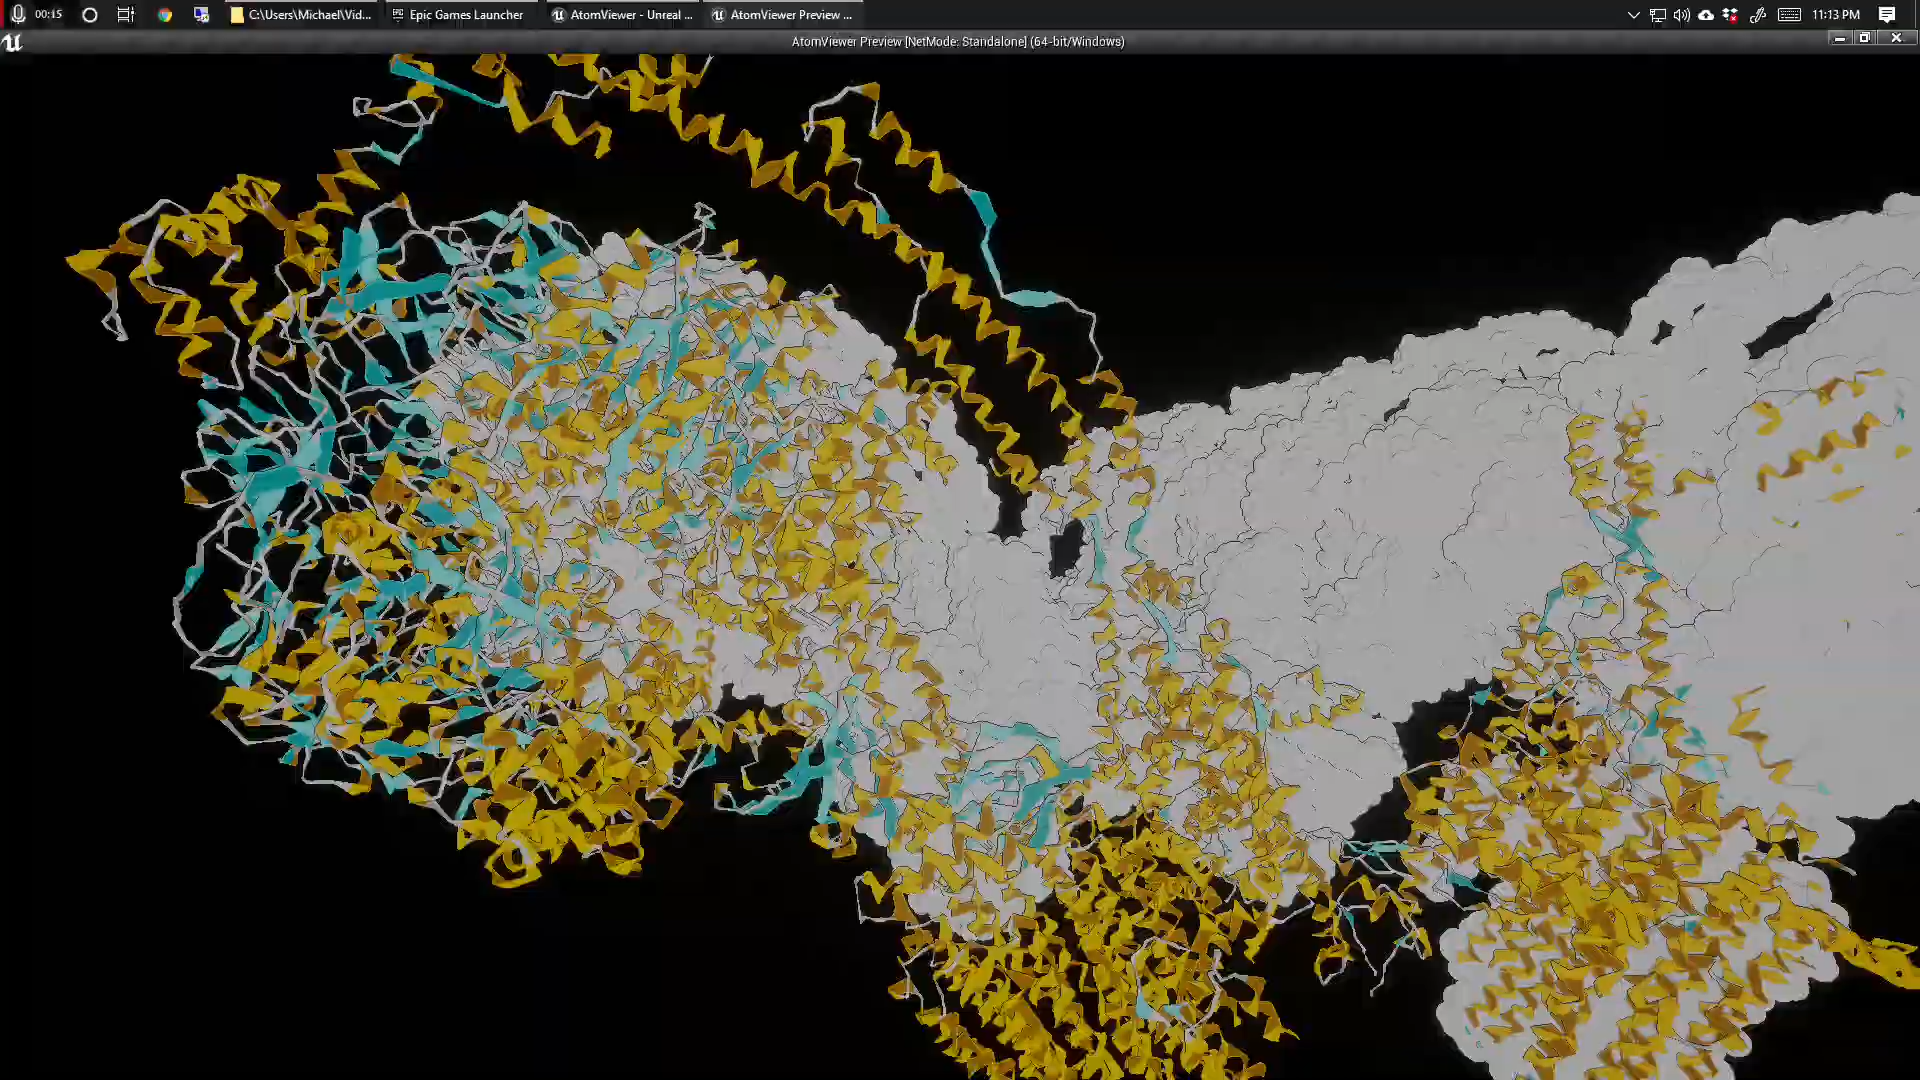 00:15 C:\Users\Michael\Vid... Epic Games Launcher AtomViewer - Unreal ... AtomViewer Preview ... 11:13 PM
AtomViewer Preview [NetMode: Standalone] (64-bit/Windows)